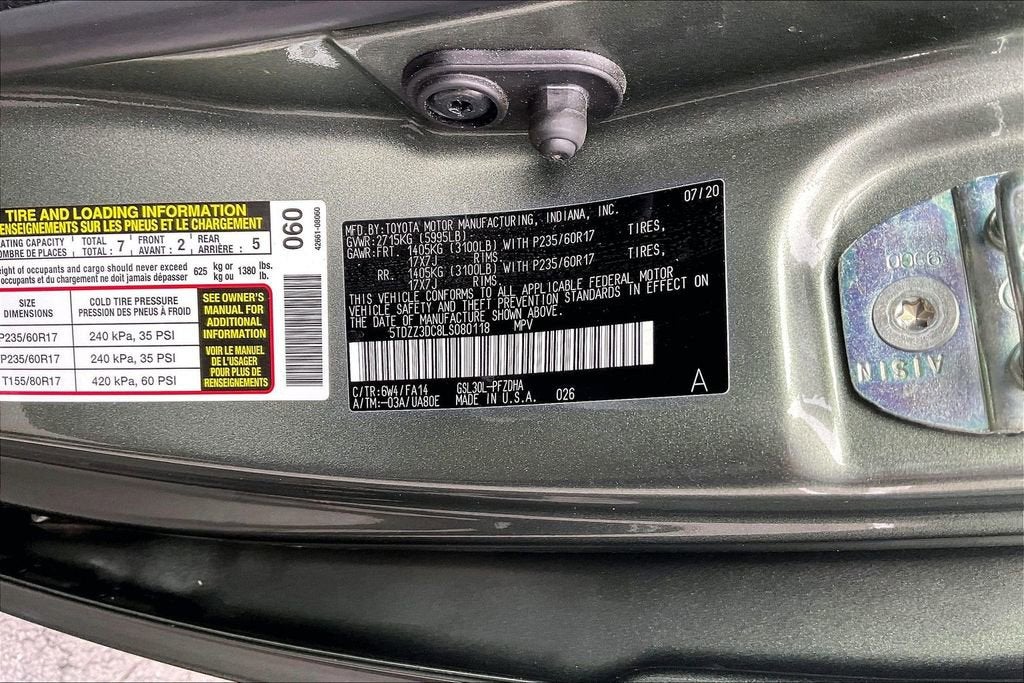 TIRE AND LOADING INFORMATION
RENSEIGNEMENTS SUR LES PNEUS ET LE CHARGEMENT
ATING CAPACITY TOTAL : 7 FRONT : 2 REAR : 5
OMBRE DE PLACES TOTAL : 7 AVANT : 2 ARRIÈRE : 5
eight of occupants and cargo should never exceed 625 kg or 1380 lbs.
occupants et du chargement ne doit jamais dépasser kg ou lb.
SIZE
DIMENSIONS
COLD TIRE PRESSURE
PRESSION DES PNEUS À FROID
P235/60R17 240 kPa, 35 PSI
P235/60R17 240 kPa, 35 PSI
T155/80R17 420 kPa, 60 PSI
SEE OWNER'S
MANUAL FOR
ADDITIONAL
INFORMATION
VOIR LE MANUEL
DE L'USAGER
POUR PLUS DE
RENSEIGNEMENTS
060
42661-08060
07/20
MFD.BY:TOYOTA MOTOR MANUFACTURING, INDIANA, INC.
GVWR:2715KG (5995LB)
GAWR:FRT. 1405KG (3100LB) WITH P235/60R17 TIRES,
17X7J RIMS.
RR. 1405KG (3100LB) WITH P235/60R17 TIRES,
17X7J RIMS.
THIS VEHICLE CONFORMS TO ALL APPLICABLE FEDERAL MOTOR
VEHICLE SAFETY AND THEFT PREVENTION STANDARDS IN EFFECT ON
THE DATE OF MANUFACTURE SHOWN ABOVE.
5TDZZ3DC8LS080118 MPV
C/TR:6W4/FA14 GSL30L-PFZDHA
A/TM:-03A/UA80E MADE IN U.S.A. 026
A
AISIN